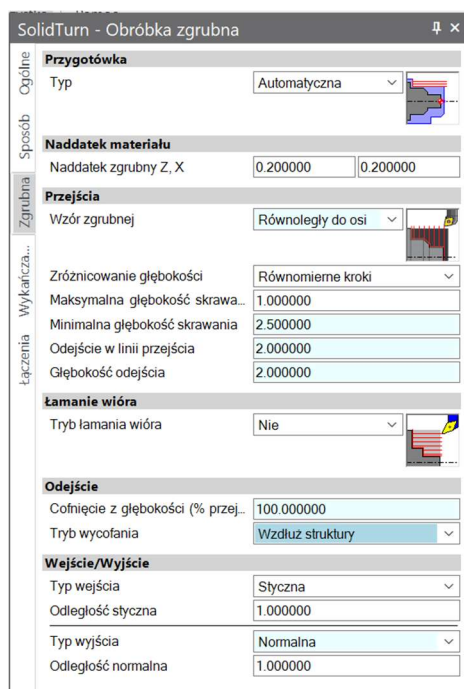 SolidTurn - Obróbka zgrubna
Ogólne
Sposób
Zgrubna
Wykańcza...
Łączenia
Przygotówka
Typ Automatyczna
Naddatek materiału
Naddatek zgrubny Z, X 0.200000 0.200000
Przejścia
Wzór zgrubnej Równoległy do osi
Zróżnicowanie głębokości Równomierne kroki
Maksymalna głębokość skrawa... 1.000000
Minimalna głębokość skrawania 2.500000
Odejście w linii przejścia 2.000000
Głębokość odejścia 2.000000
Łamanie wióra
Tryb łamania wióra Nie
Odejście
Cofnięcie z głębokości (% przej... 100.000000
Tryb wycofania Wzdłuż struktury
Wejście/Wyjście
Typ wejścia Styczna
Odległość styczna 1.000000
Typ wyjścia Normalna
Odległość normalna 1.000000